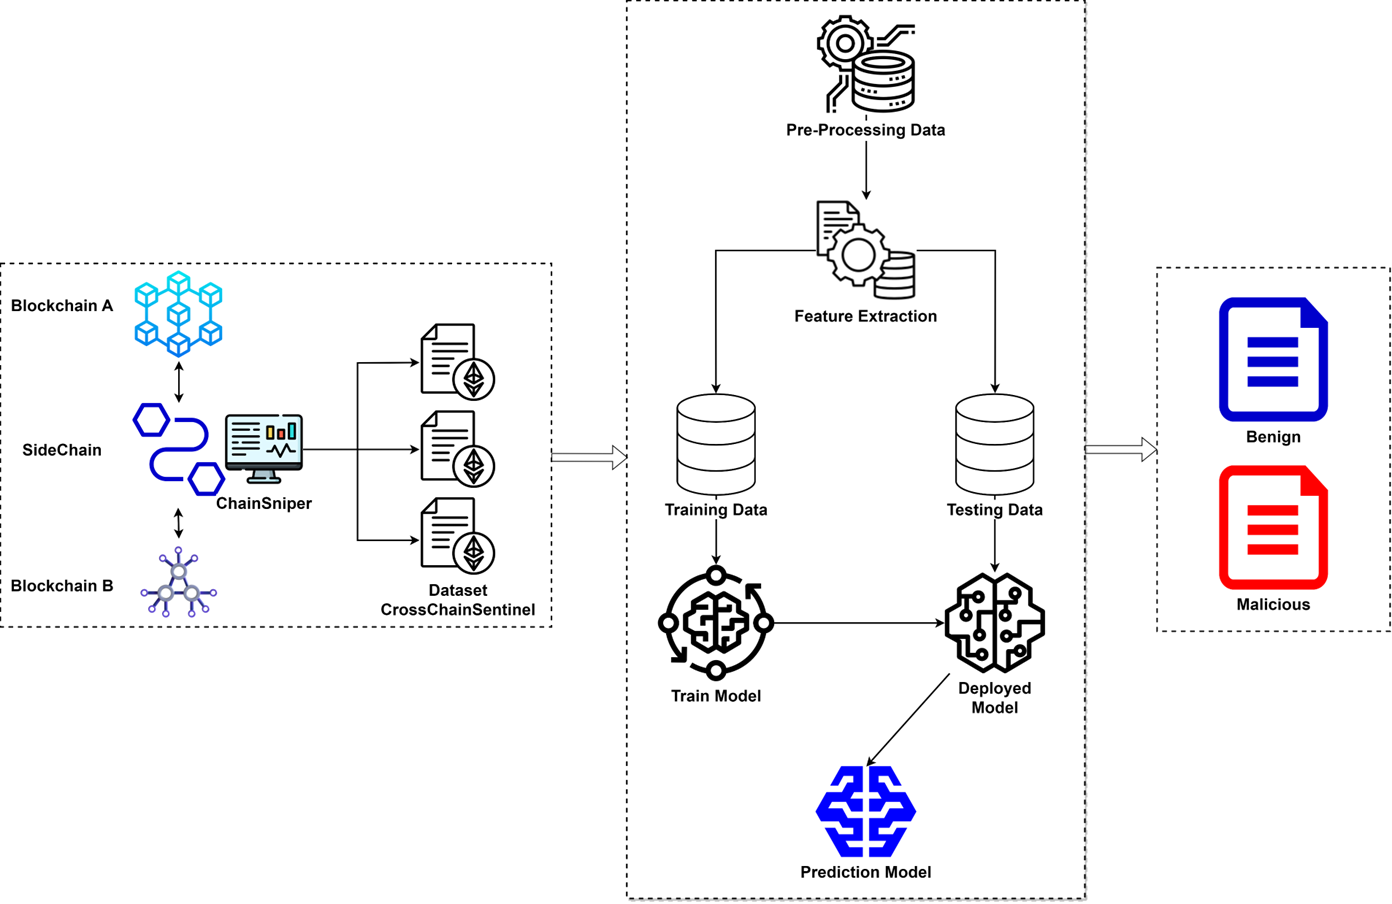 Blockchain A
SideChain
ChainSniper
Blockchain B
Dataset
CrossChainSentinel
Pre-Processing Data
Feature Extraction
Training Data
Testing Data
Train Model
Deployed
Model
Prediction Model
Benign
Malicious